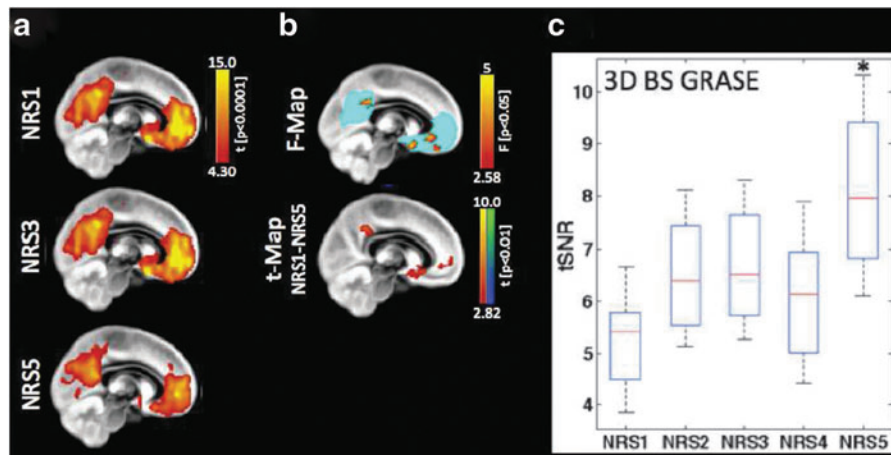 a
NRS1
NRS3
NRS5
15.0
t [p<0.0001]
4.30
b
F-Map
5
F [p<0.05]
2.58
t-Map
NRS1-NRS5
10.0
t [p<0.01]
2.82
c
3D BS GRASE
*
tSNR
10
9
8
7
6
5
4
NRS1 NRS2 NRS3 NRS4 NRS5